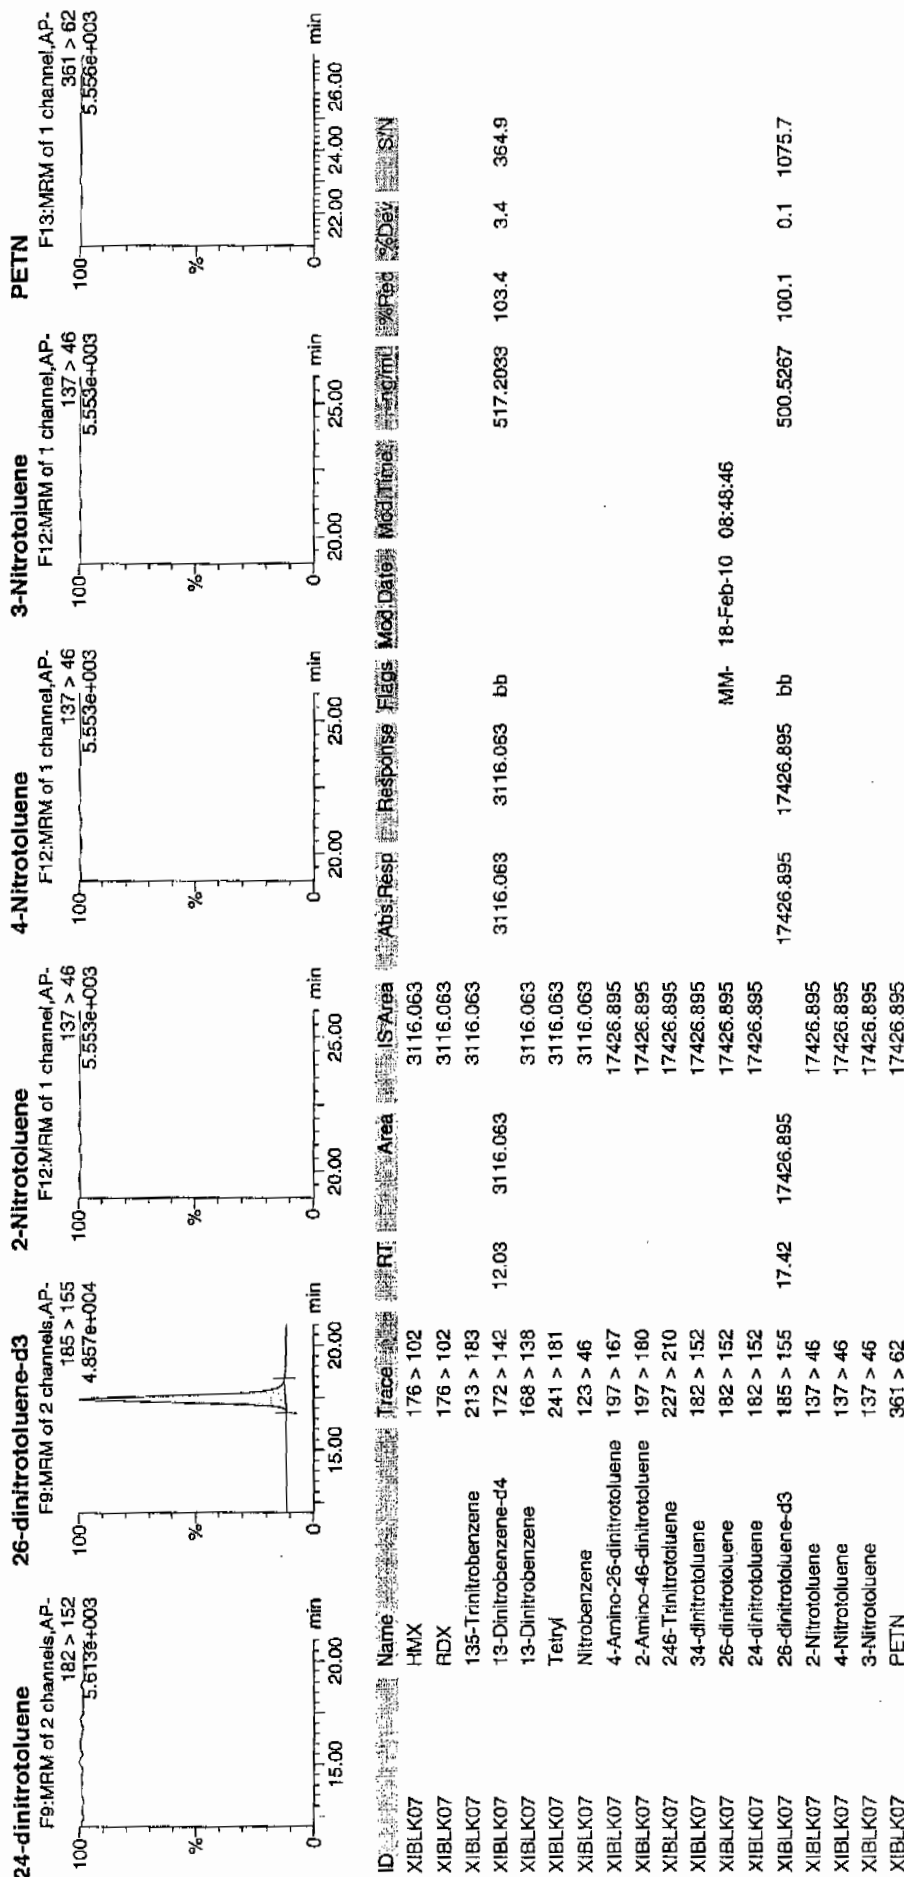 24-dinitrotoluene
F9:MRM of 2 channels,AP-
182 > 152
5.613e+003
100
%
0
15.00 20.00 min
26-dinitrotoluene-d3
F9:MRM of 2 channels,AP-
185 > 155
4.857e+004
100
%
0
15.00 20.00 min
2-Nitrotoluene
F12:MRM of 1 channel,AP-
137 > 46
5.553e+003
100
%
0
20.00 25.00 min
4-Nitrotoluene
F12:MRM of 1 channel,AP-
137 > 46
5.553e+003
100
%
0
20.00 25.00 min
3-Nitrotoluene
F12:MRM of 1 channel,AP-
137 > 46
5.553e+003
100
%
0
20.00 25.00 min
PETN
F13:MRM of 1 channel,AP-
361 > 62
5.556e+003
100
%
0
22.00 24.00 26.00 min
ID Name Trace RT Area IS Area Abs.Resp Response Flags Mod.Date Mod.Time ng/mL %Rec %Dev S/N
XIBLK07 HMX 176 > 102 3116.063
XIBLK07 RDX 176 > 102 3116.063
XIBLK07 135-Trinitrobenzene 213 > 183 3116.063
XIBLK07 13-Dinitrobenzene-d4 172 > 142 12.03 3116.063 3116.063 3116.063 bb 517.2033 103.4 3.4 364.9
XIBLK07 13-Dinitrobenzene 168 > 138 3116.063
XIBLK07 Tetryl 241 > 181 3116.063
XIBLK07 Nitrobenzene 123 > 46 3116.063
XIBLK07 4-Amino-26-dinitrotoluene 197 > 167 17426.895
XIBLK07 2-Amino-46-dinitrotoluene 197 > 180 17426.895
XIBLK07 246-Trinitrotoluene 227 > 210 17426.895
XIBLK07 34-dinitrotoluene 182 > 152 17426.895
XIBLK07 26-dinitrotoluene 182 > 152 17426.895 MM- 18-Feb-10 08:48:46
XIBLK07 24-dinitrotoluene 182 > 152 17426.895
XIBLK07 26-dinitrotoluene-d3 185 > 155 17.42 17426.895 17426.895 17426.895 bb 500.5267 100.1 0.1 1075.7
XIBLK07 2-Nitrotoluene 137 > 46 17426.895
XIBLK07 4-Nitrotoluene 137 > 46 17426.895
XIBLK07 3-Nitrotoluene 137 > 46 17426.895
XIBLK07 PETN 361 > 62 17426.895